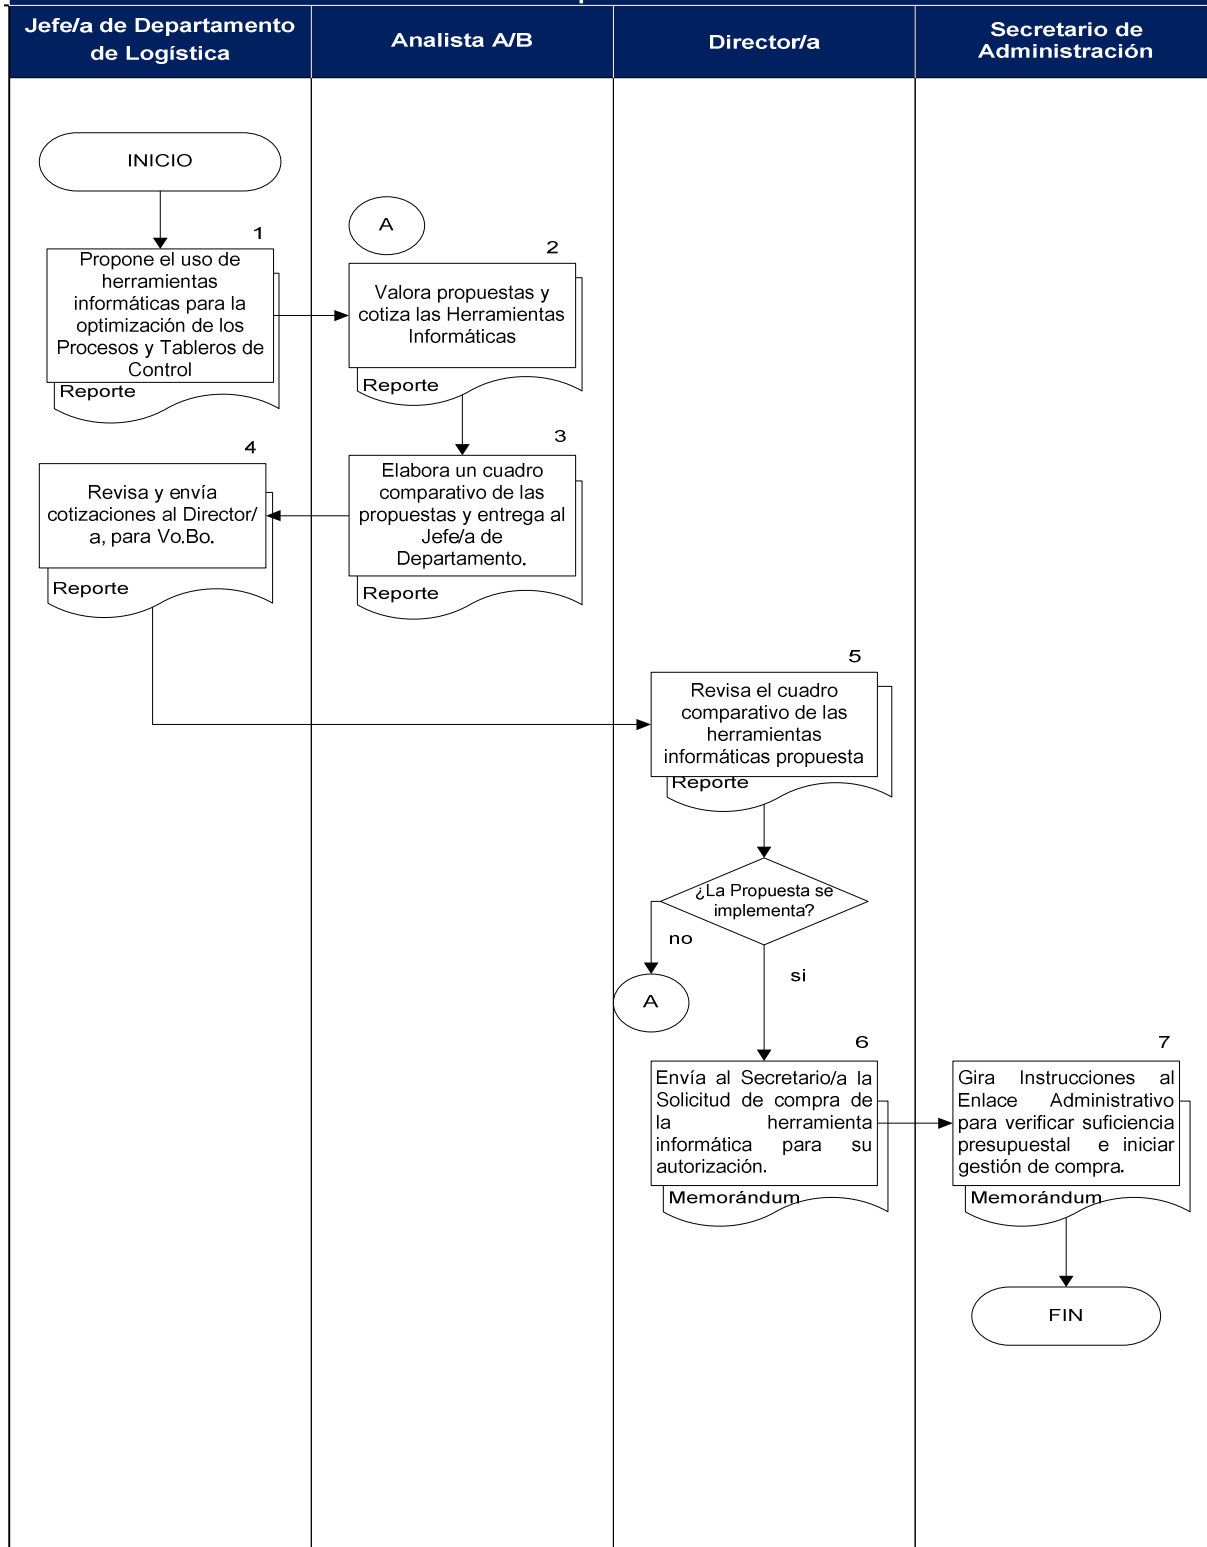 Jefe/a de Departamento
de Logística
Analista A/B
Director/a
Secretario de
Administración
INICIO
1
Propone el uso de
herramientas
informáticas para la
optimización de los
Procesos y Tableros de
Control
Reporte
A
2
Valora propuestas y
cotiza las Herramientas
Informáticas
Reporte
3
Elabora un cuadro
comparativo de las
propuestas y entrega al
Jefe/a de
Departamento.
Reporte
4
Revisa y envía
cotizaciones al Director/
a, para Vo.Bo.
Reporte
5
Revisa el cuadro
comparativo de las
herramientas
informáticas propuesta
Reporte
¿La Propuesta se
implementa?
no
si
A
6
Envía al Secretario/a la
Solicitud de compra de
la herramienta
informática para su
autorización.
Memorándum
7
Gira Instrucciones al
Enlace Administrativo
para verificar suficiencia
presupuestal e iniciar
gestión de compra.
Memorándum
FIN